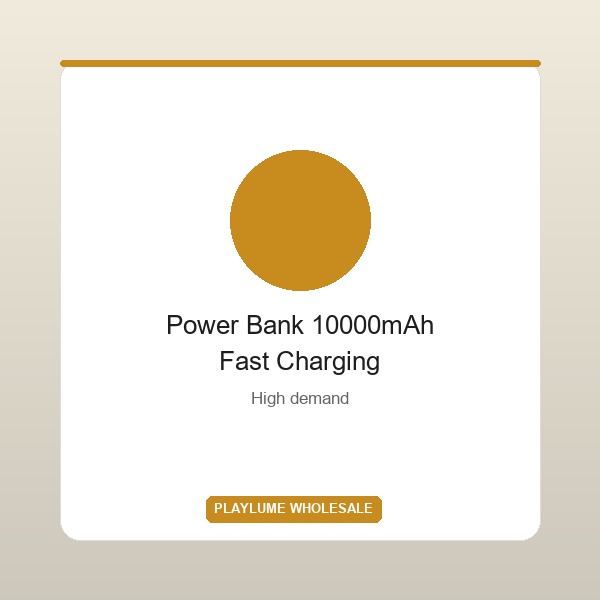 Power Bank 10000mAh
Fast Charging
High demand
PLAYLUME WHOLESALE